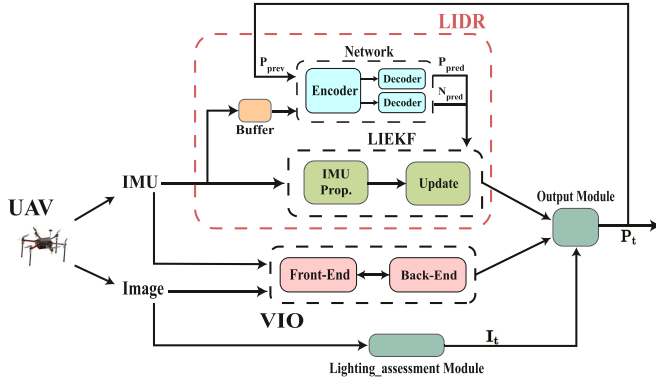 LIDR
Network
P_prev
P_pred
Encoder
Decoder
Decoder
N_pred
Buffer
LIEKF
IMU
Prop.
Update
IMU
UAV
Output Module
P_t
Front-End
Back-End
Image
VIO
I_t
Lighting_assessment Module